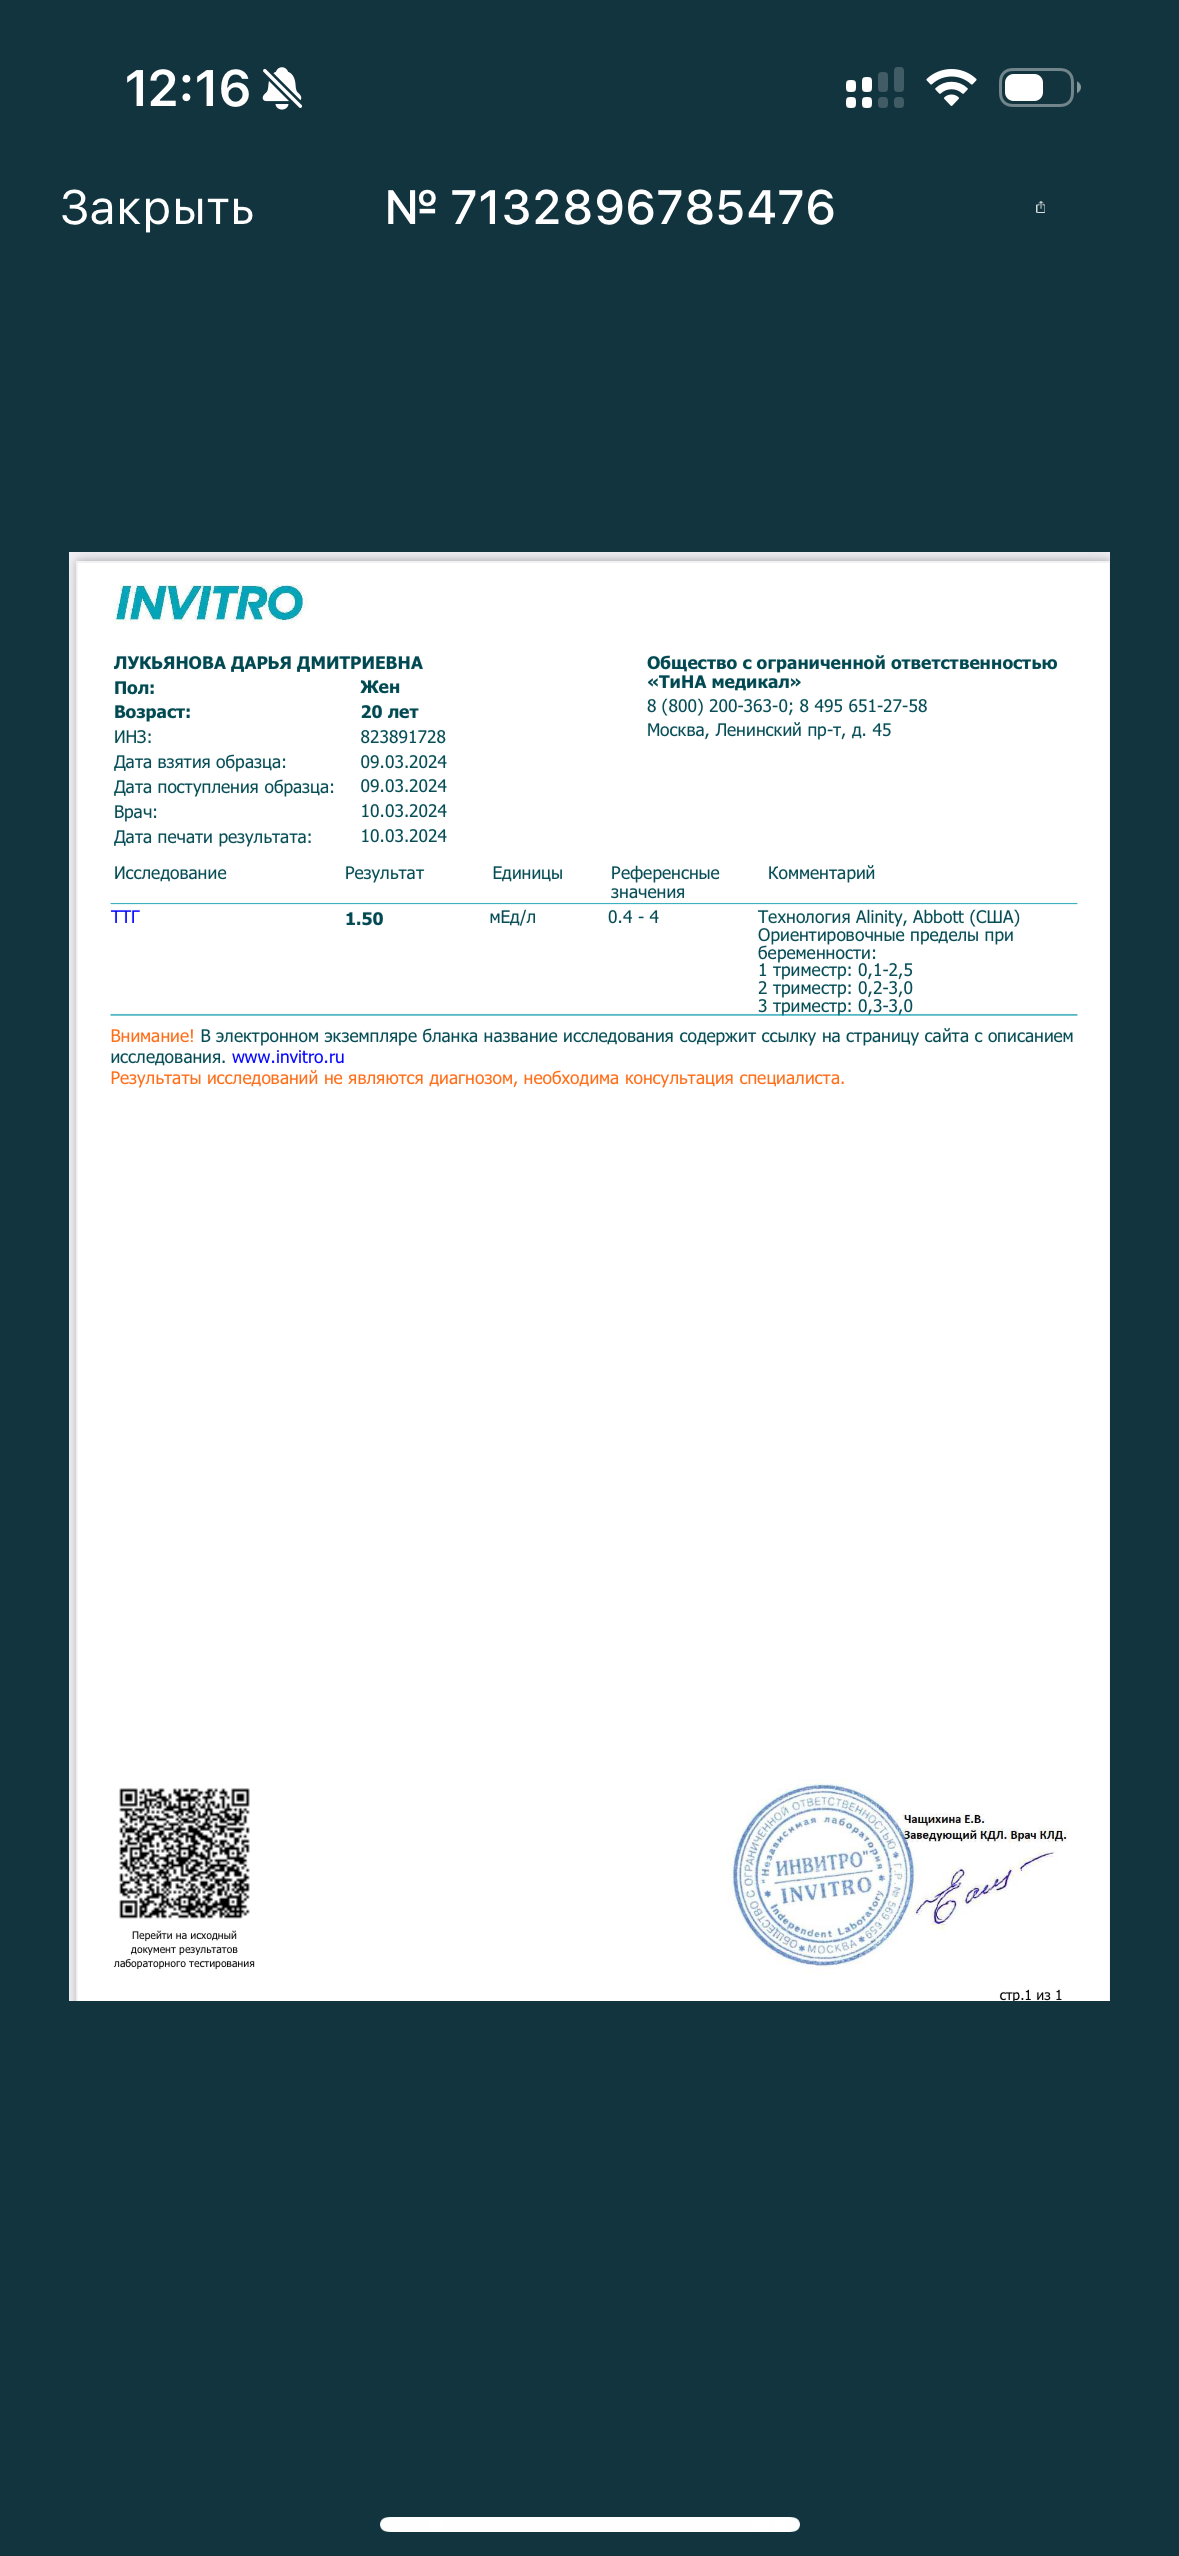 12:16
Закрыть
№ 7132896785476
INVITRO
ЛУКЬЯНОВА ДАРЬЯ ДМИТРИЕВНА
Пол: Жен
Возраст: 20 лет
ИНЗ: 823891728
Дата взятия образца: 09.03.2024
Дата поступления образца: 09.03.2024
Врач: 10.03.2024
Дата печати результата: 10.03.2024
Общество с ограниченной ответственностью
«ТиНА медикал»
8 (800) 200-363-0; 8 495 651-27-58
Москва, Ленинский пр-т, д. 45
Исследование Результат Единицы Референсные Комментарий
значения
ТТГ 1.50 мЕд/л 0.4 - 4 Технология Alinity, Abbott (США)
Ориентировочные пределы при
беременности:
1 триместр: 0,1-2,5
2 триместр: 0,2-3,0
3 триместр: 0,3-3,0
Внимание! В электронном экземпляре бланка название исследования содержит ссылку на страницу сайта с описанием
исследования. www.invitro.ru
Результаты исследований не являются диагнозом, необходима консультация специалиста.
Перейти на исходный
документ результатов
лабораторного тестирования
ОБЩЕСТВО С ОГРАНИЧЕННОЙ ОТВЕТСТВЕННОСТЬЮ * Г.Р. № 569 659 * МОСКВА *
"Независимая лаборатория
ИНВИТРО"
INVITRO
Independent Laboratory
Чащихина Е.В.
Заведующий КДЛ. Врач КЛД.
стр.1 из 1